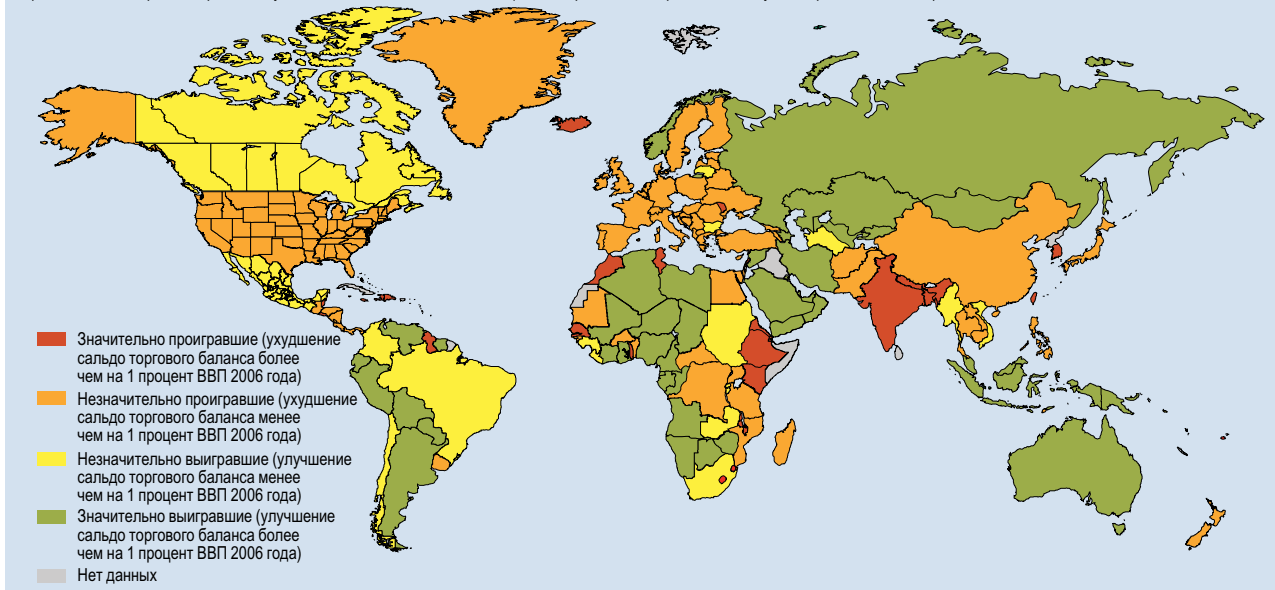 Значительно проигравшие (ухудшение
сальдо торгового баланса более
чем на 1 процент ВВП 2006 года)
Незначительно проигравшие (ухудшение
сальдо торгового баланса менее
чем на 1 процент ВВП 2006 года)
Незначительно выигравшие (улучшение
сальдо торгового баланса менее
чем на 1 процент ВВП 2006 года)
Значительно выигравшие (улучшение
сальдо торгового баланса более
чем на 1 процент ВВП 2006 года)
Нет данных